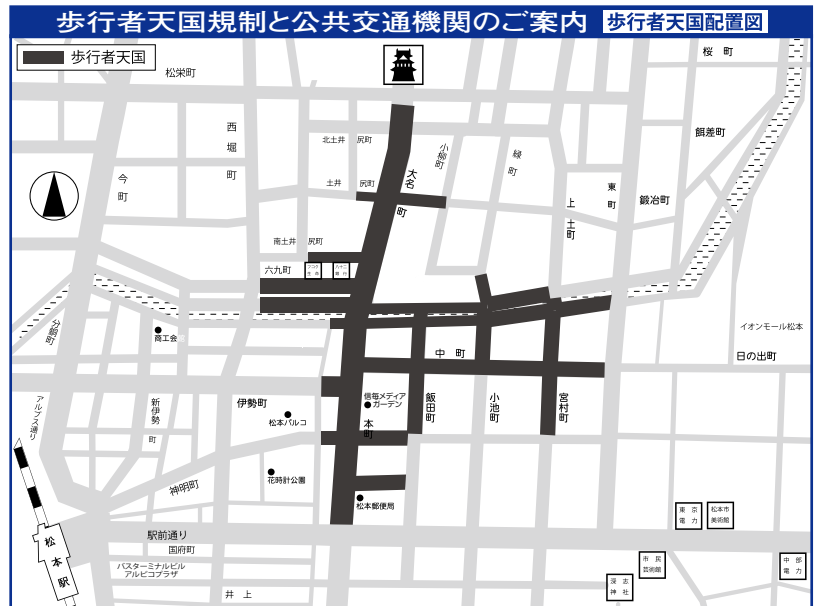 歩行者天国規制と公共交通機関のご案内 歩行者天国配置図
歩行者天国
松栄町
桜 町
西堀町
北土井 尻町
小柳町
緑町
餌差町
今町
土井 尻町
大名町
東町
鍛冶町
上土町
南土井 尻町
六九町
八十二銀行
分銅町
商工会
イオンモール松本
日の出町
中 町
アルプス通り
新伊勢町
伊勢町
松本パルコ
信毎メディアガーデン
本町
飯田町
小池町
宮村町
花時計公園
神明町
松本郵便局
東京電力
松本市美術館
松本駅
駅前通り
国府町
バスターミナルビル
アルピコプラザ
市民芸術館
中部電力
深志神社
井 上